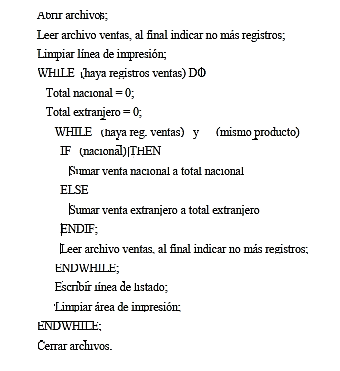 Abrir archivos;
Leer archivo ventas, al final indicar no más registros;
Limpiar línea de impresión;
WHILE (haya registros ventas) DO
Total nacional = 0;
Total extranjero = 0;
WHILE (haya reg. ventas) y (mismo producto)
IF (nacional) THEN
Sumar venta nacional a total nacional
ELSE
Sumar venta extranjero a total extranjero
ENDIF;
Leer archivo ventas, al final indicar no más registros;
ENDWHILE;
Escribir línea de listado;
Limpiar área de impresión;
ENDWHILE;
Cerrar archivos.